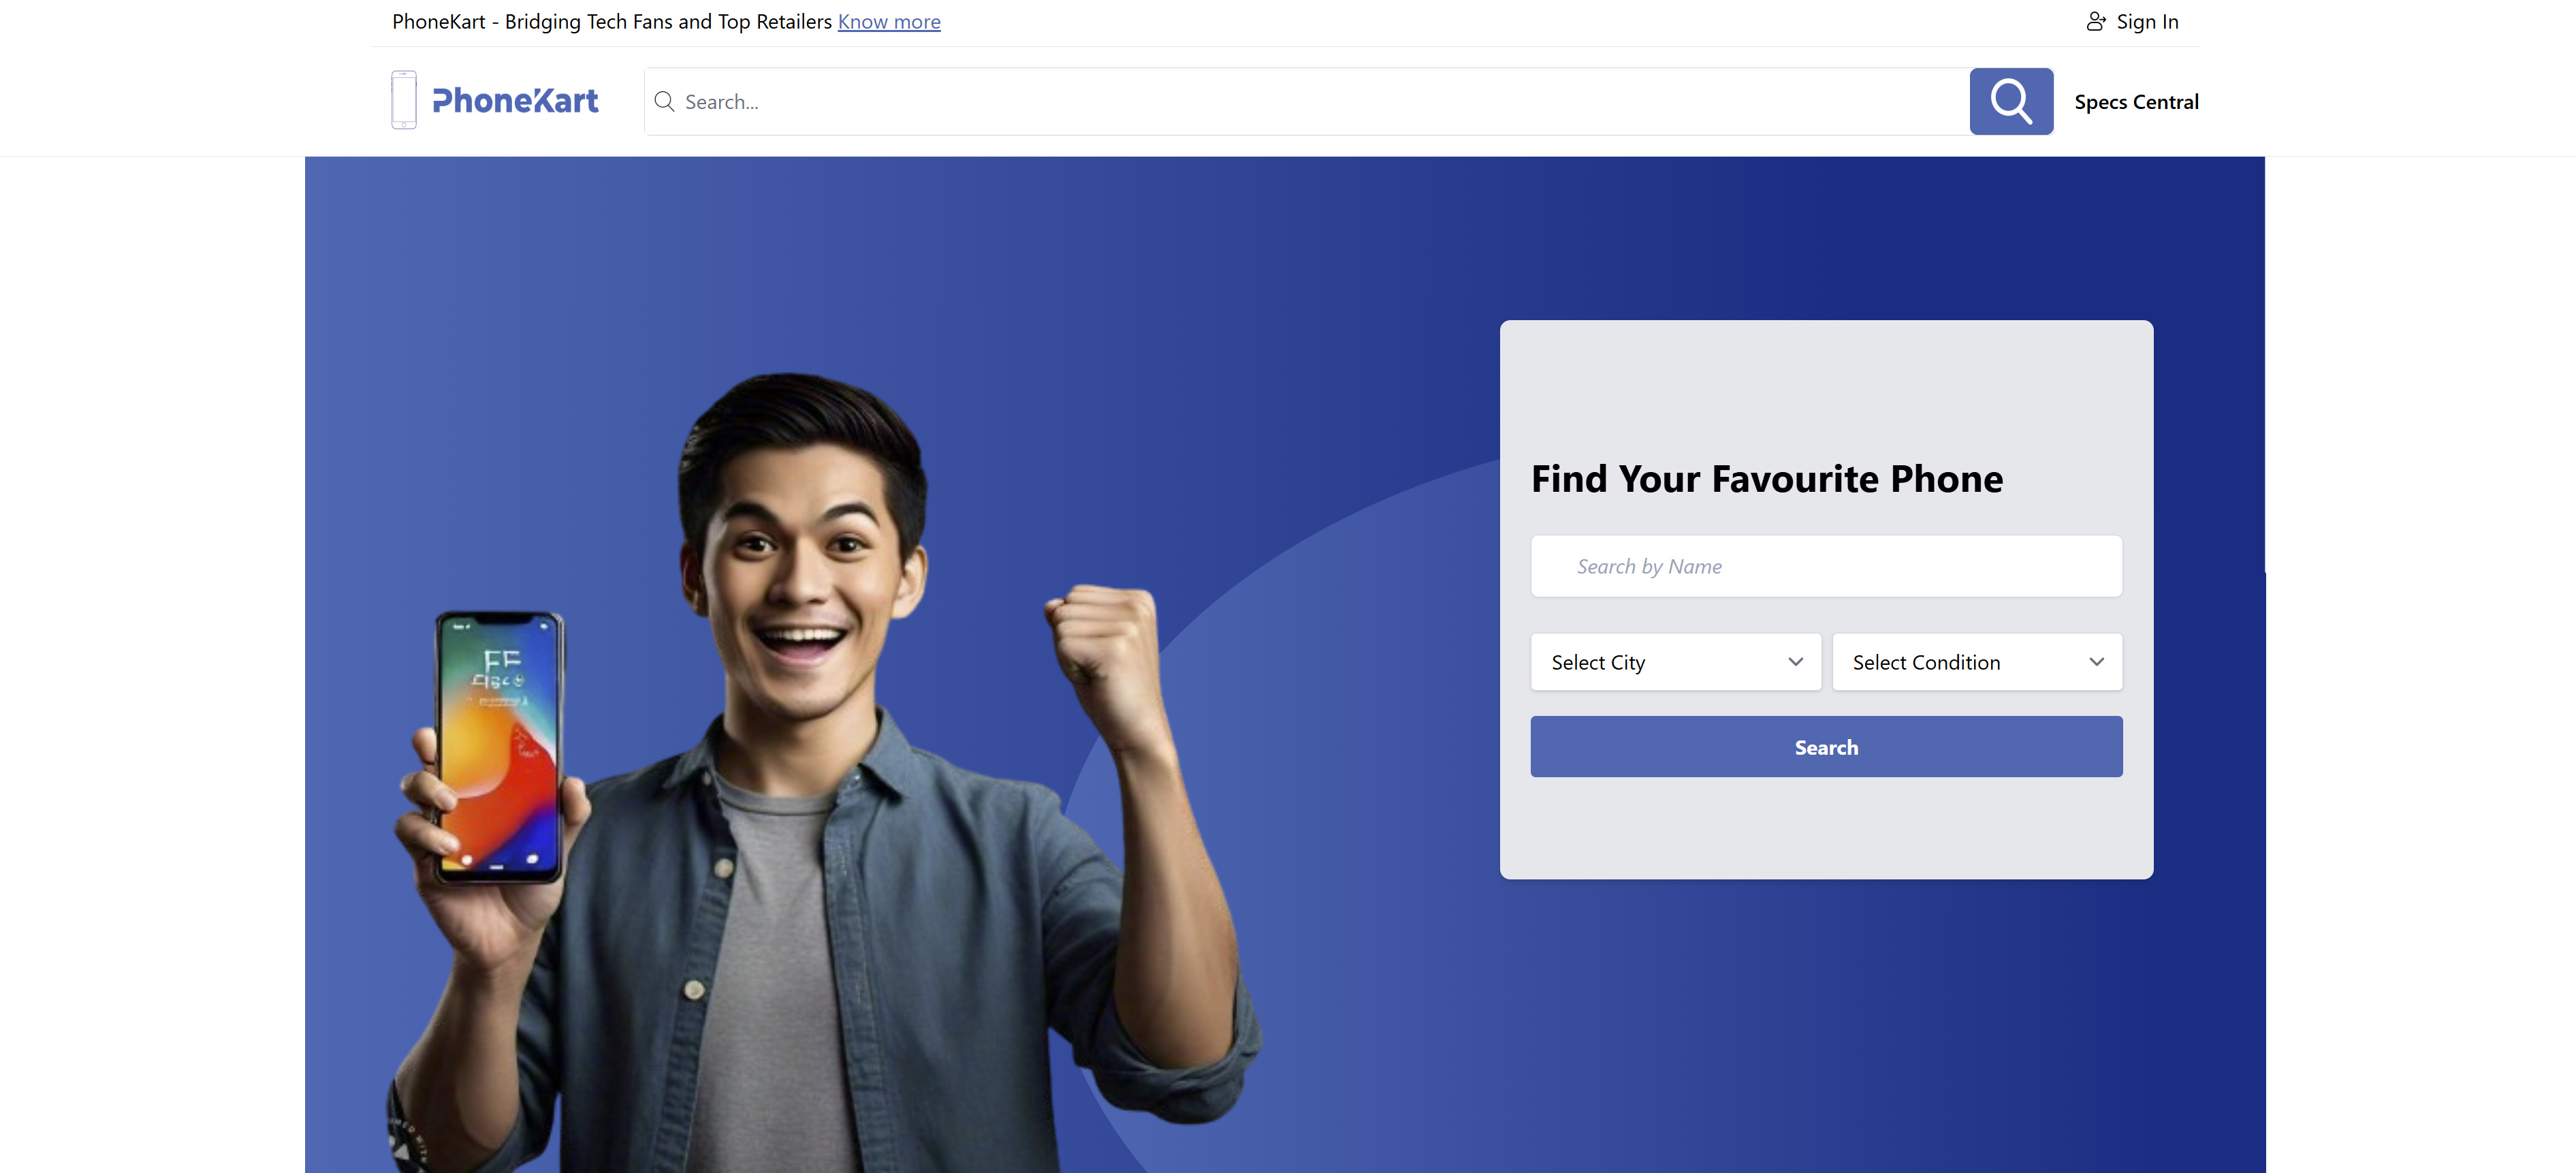 PhoneKart - Bridging Tech Fans and Top Retailers Know more
Sign In
PhoneKart
Search...
Specs Central
Find Your Favourite Phone
Search by Name
Select City
Select Condition
Search